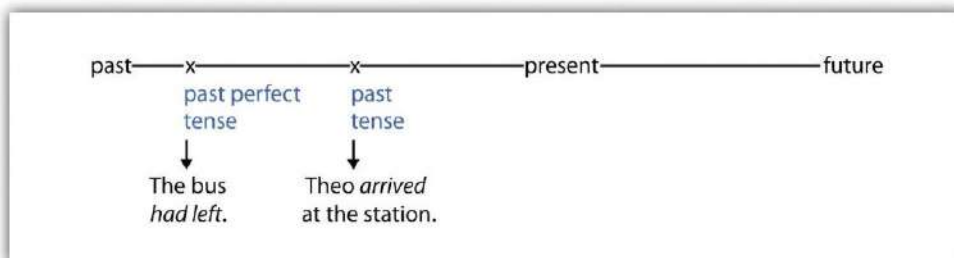 past x x present future
past perfect tense
past tense
The bus had left.
Theo arrived at the station.